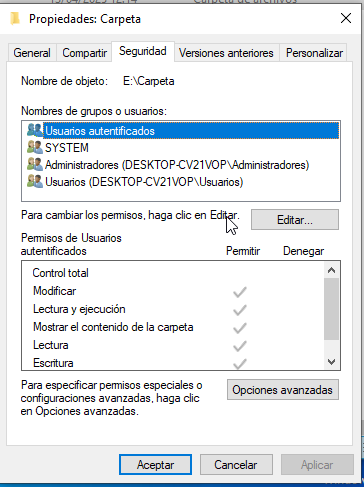 Propiedades: Carpeta
General
Compartir
Seguridad
Versiones anteriores
Personalizar
Nombre de objeto:
E:\Carpeta
Nombres de grupos o usuarios:
Usuarios autentificados
SYSTEM
Administradores (DESKTOP-CV21VOP\Administradores)
Usuarios (DESKTOP-CV21VOP\Usuarios)
Para cambiar los permisos, haga clic en Editar.
Editar...
Permisos de Usuarios
autentificados
Permitir
Denegar
Control total
Modificar
Lectura y ejecución
Mostrar el contenido de la carpeta
Lectura
Escritura
Para especificar permisos especiales o
configuraciones avanzadas, haga clic
en Opciones avanzadas.
Opciones avanzadas
Aceptar
Cancelar
Aplicar